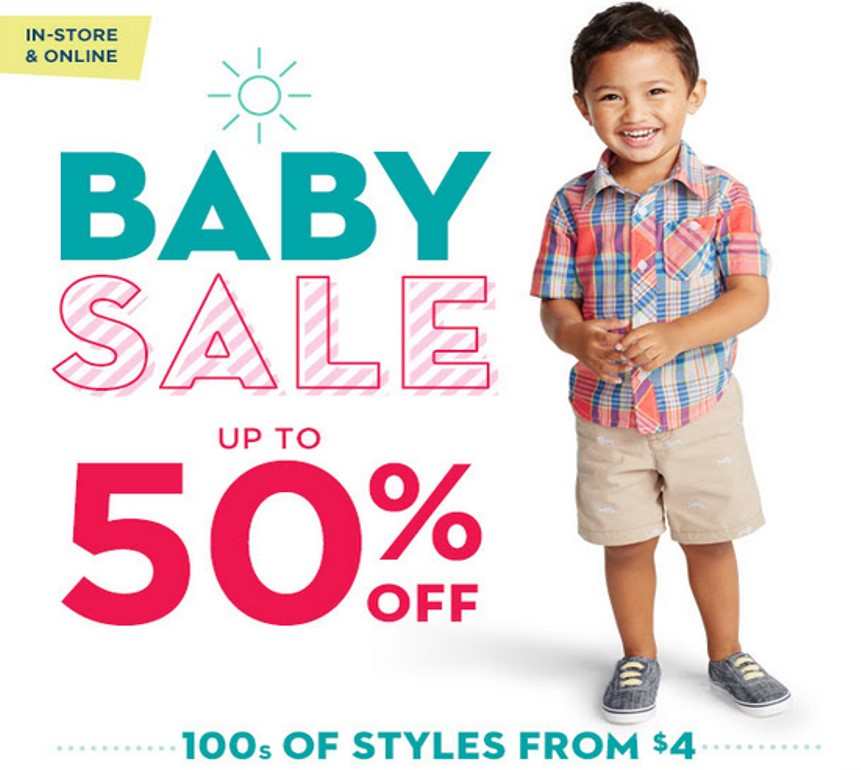 IN-STORE
& ONLINE
BABY
SALE
UP TO
50%
OFF
100s OF STYLES FROM $4